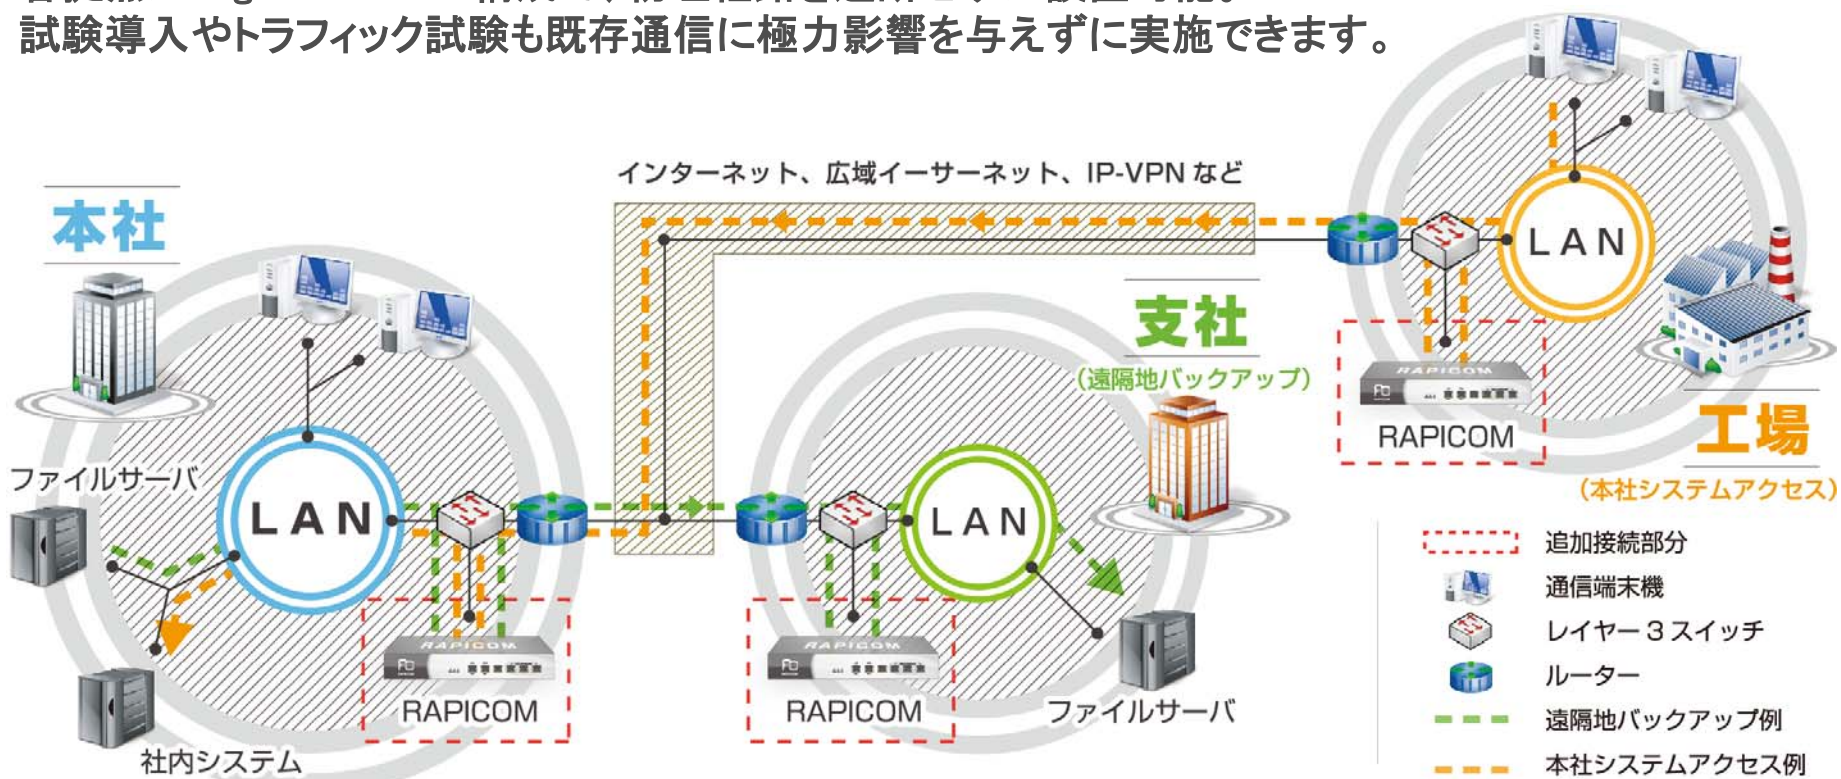 試験導入やトラフィック試験も既存通信に極力影響を与えずに実施できます。
インターネット、広域イーサーネット、IP-VPN など
本社
LAN
支社
(遠隔地バックアップ)
RAPICOM
RAPICOM
工場
(本社システムアクセス)
ファイルサーバ
LAN
LAN
RAPICOM
RAPICOM
RAPICOM
RAPICOM
ファイルサーバ
社内システム
追加接続部分
通信端末機
レイヤー3スイッチ
ルーター
遠隔地バックアップ例
本社システムアクセス例